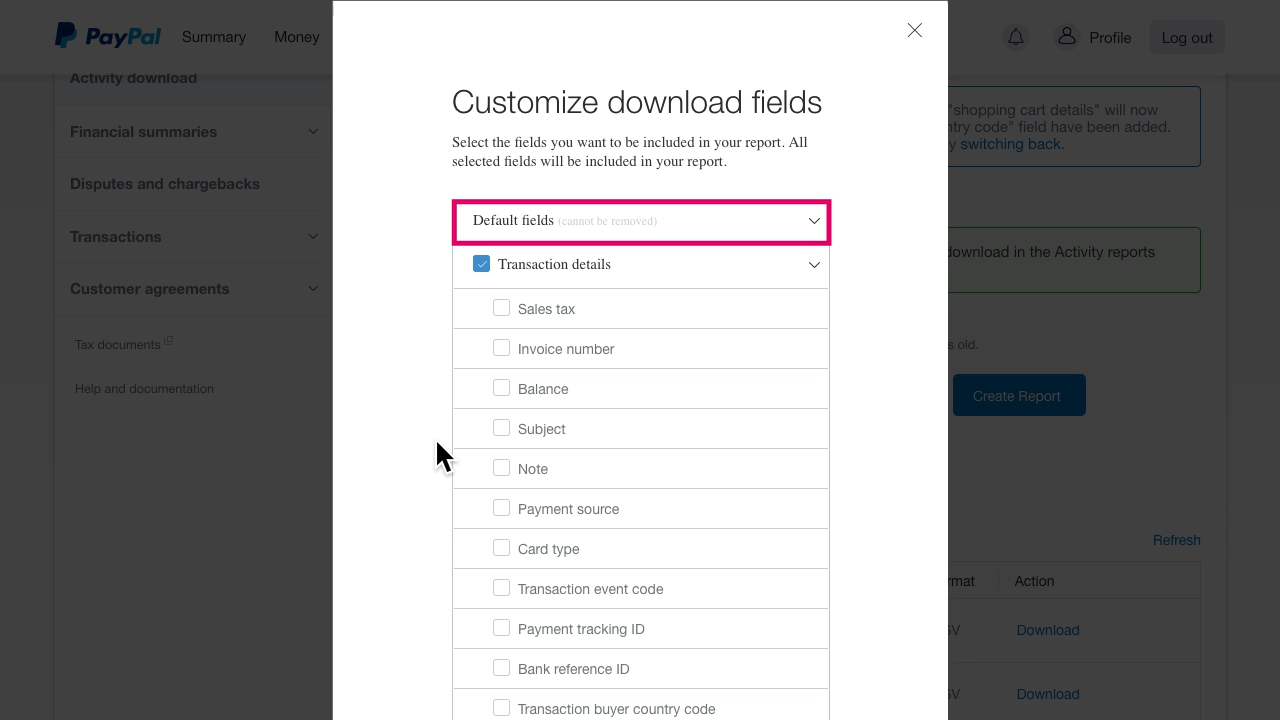 PayPal
Summary
Money
Profile
Log out
Activity download
Financial summaries
Disputes and chargebacks
Transactions
Customer agreements
Tax documents
Help and documentation
Customize download fields
Select the fields you want to be included in your report. All
selected fields will be included in your report.
Default fields (cannot be removed)
Transaction details
Sales tax
Invoice number
Balance
Subject
Note
Payment source
Card type
Transaction event code
Payment tracking ID
Bank reference ID
Transaction buyer country code
"shopping cart details" will now
code" field have been added.
switching back.
download in the Activity reports
old.
Create Report
Refresh
Action
Download
Download